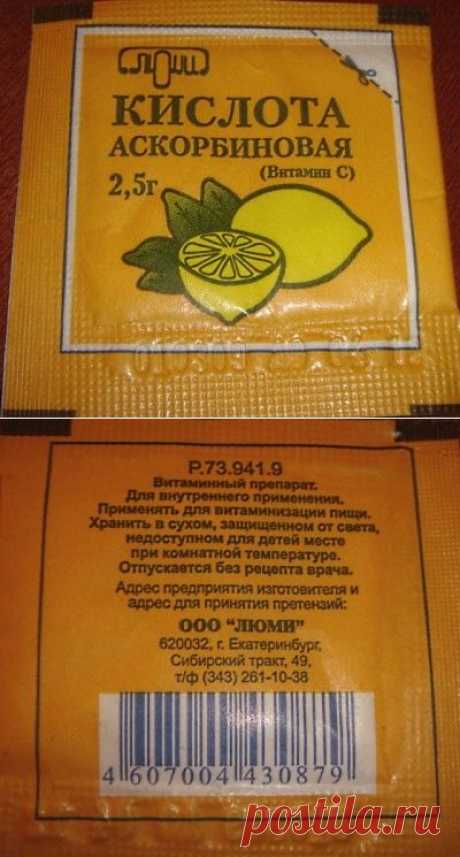 ЛЮМИ
КИСЛОТА
АСКОРБИНОВАЯ
(Витамин С)
2,5г
Р.73.941.9
Витаминный препарат.
Для внутреннего применения.
Применять для витаминизации пищи.
Хранить в сухом, защищенном от света,
недоступном для детей месте
при комнатной температуре.
Отпускается без рецепта врача.
Адрес предприятия изготовителя и
адрес для принятия претензий:
ООО "ЛЮМИ"
620032, г. Екатеринбург,
Сибирский тракт, 49,
т/ф (343) 261-10-38
4 607004 430879
postila.ru